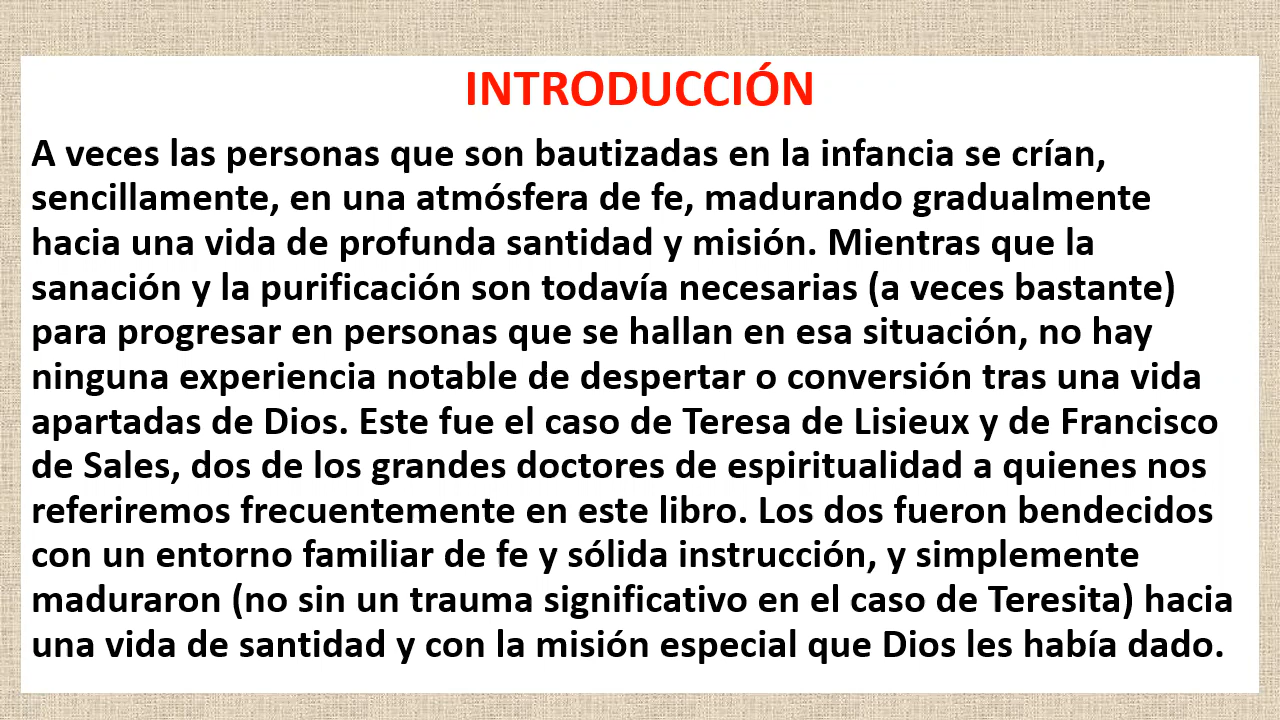 INTRODUCCIÓN
A veces las personas que son bautizadas en la infancia se crían,
sencillamente, en una atmósfera de fe, madurando gradualmente
hacia una vida de profunda santidad y misión. Mientras que la
sanación y la purificación son todavía necesarias (a veces bastante)
para progresar en personas que se hallan en esa situación, no hay
ninguna experiencia notable de despertar o conversión tras una vida
apartadas de Dios. Este fue el caso de Teresa de Lisieux y de Francisco
de Sales, dos de los grandes doctores de espiritualidad a quienes nos
referiremos frecuentemente en este libro. Los dos fueron bendecidos
con un entorno familiar de fe y sólida instrucción, y simplemente
maduraron (no sin un trauma significativo en el caso de Teresita) hacia
una vida de santidad y con la misión especial que Dios les había dado.